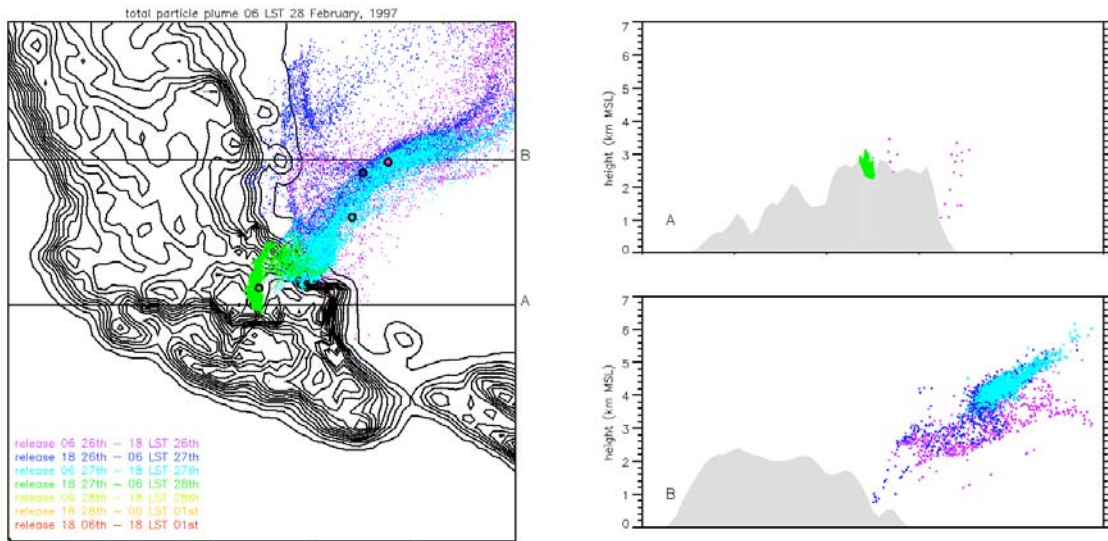 total particle plume 06 LST 28 February, 1997
B
A
release 06 26th – 18 LST 26th
release 18 26th – 06 LST 27th
release 06 27th – 18 LST 27th
release 18 27th – 06 LST 28th
release 06 28th – 18 LST 28th
release 18 28th – 06 LST 01st
release 18 06th – 18 LST 01st
7
6
5
4
3
2
1
0
height (km MSL)
A
7
6
5
4
3
2
1
0
height (km MSL)
B